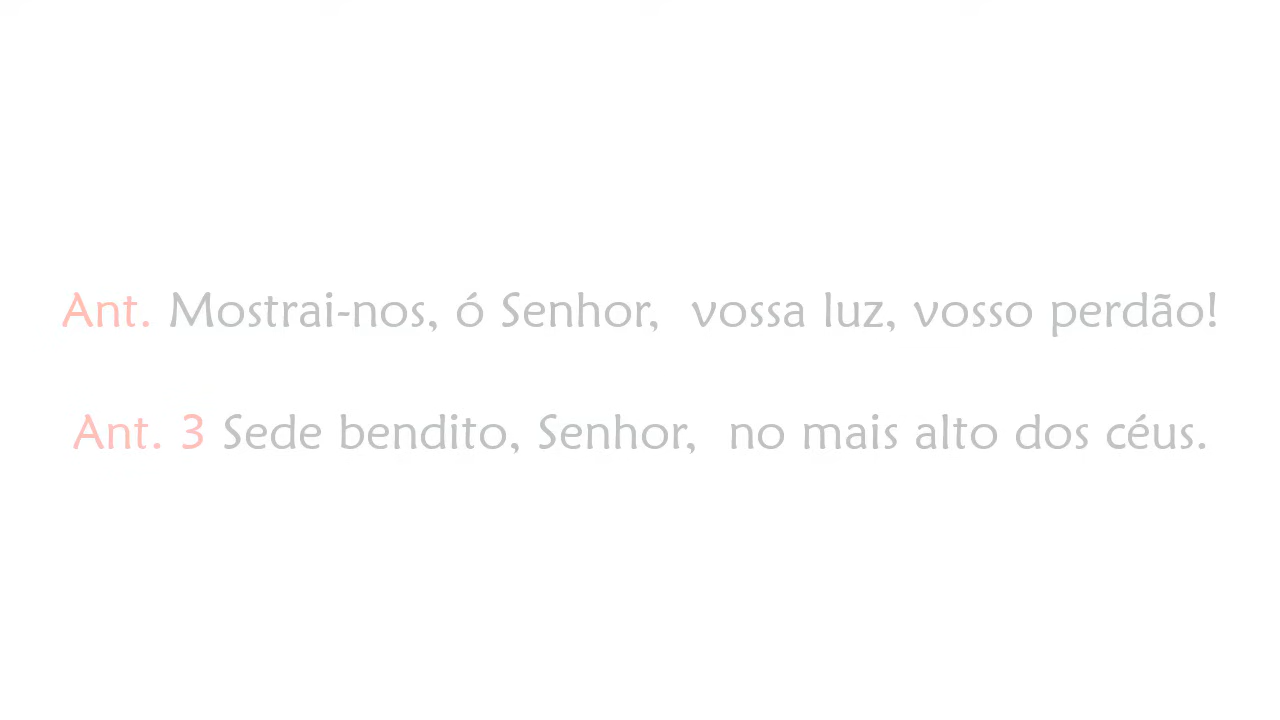 Ant. Mostrai-nos, ó Senhor,  vossa luz, vosso perdão!
Ant. 3 Sede bendito, Senhor,  no mais alto dos céus.